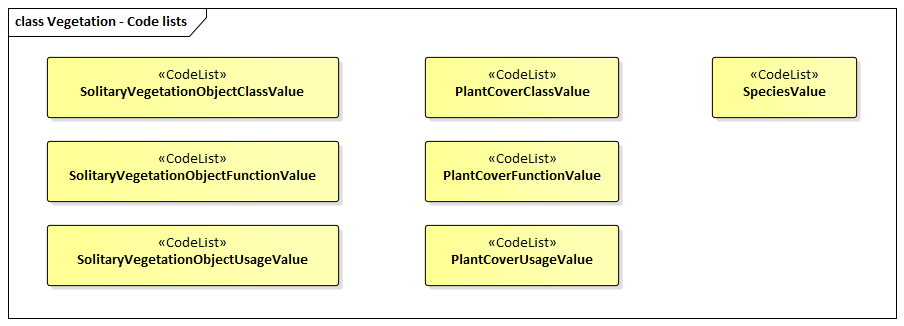 class Vegetation - Code lists
«CodeList»
SolitaryVegetationObjectClassValue
«CodeList»
PlantCoverClassValue
«CodeList»
SpeciesValue
«CodeList»
SolitaryVegetationObjectFunctionValue
«CodeList»
PlantCoverFunctionValue
«CodeList»
SolitaryVegetationObjectUsageValue
«CodeList»
PlantCoverUsageValue